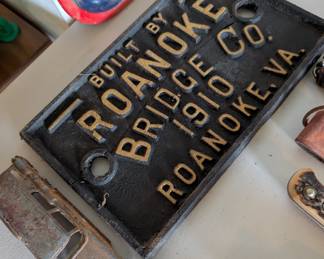 BUILT BY
ROANOKE
BRIDGE CO.
1910
ROANOKE, VA.